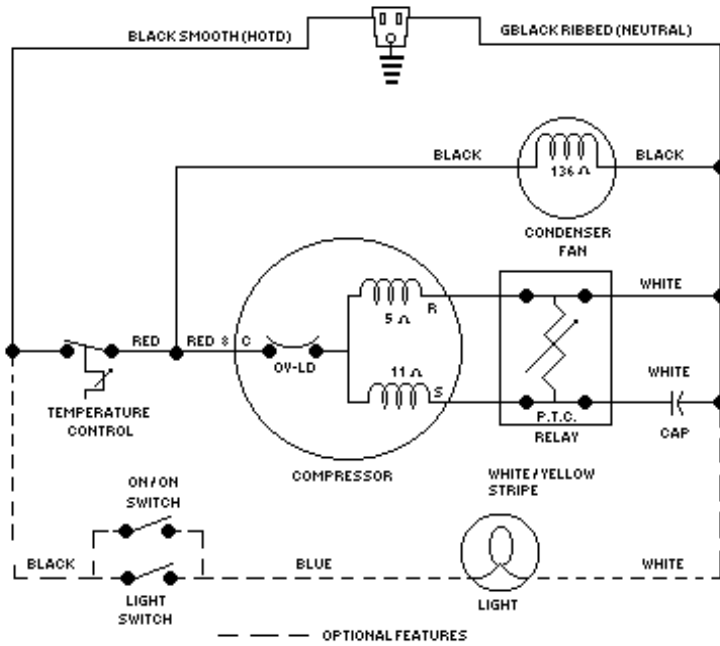 BLACK SMOOTH (HOTD)
GBLACK RIBBED (NEUTRAL)
BLACK
BLACK
136 Ω
CONDENSER
FAN
WHITE
R
5 Ω
RED
RED 8 C
OV-LD
11 Ω
S
WHITE
P.T.C.
RELAY
CAP
TEMPERATURE
CONTROL
COMPRESSOR
WHITE/YELLOW
STRIPE
ON/ON
SWITCH
BLACK
BLUE
WHITE
LIGHT
SWITCH
LIGHT
OPTIONAL FEATURES